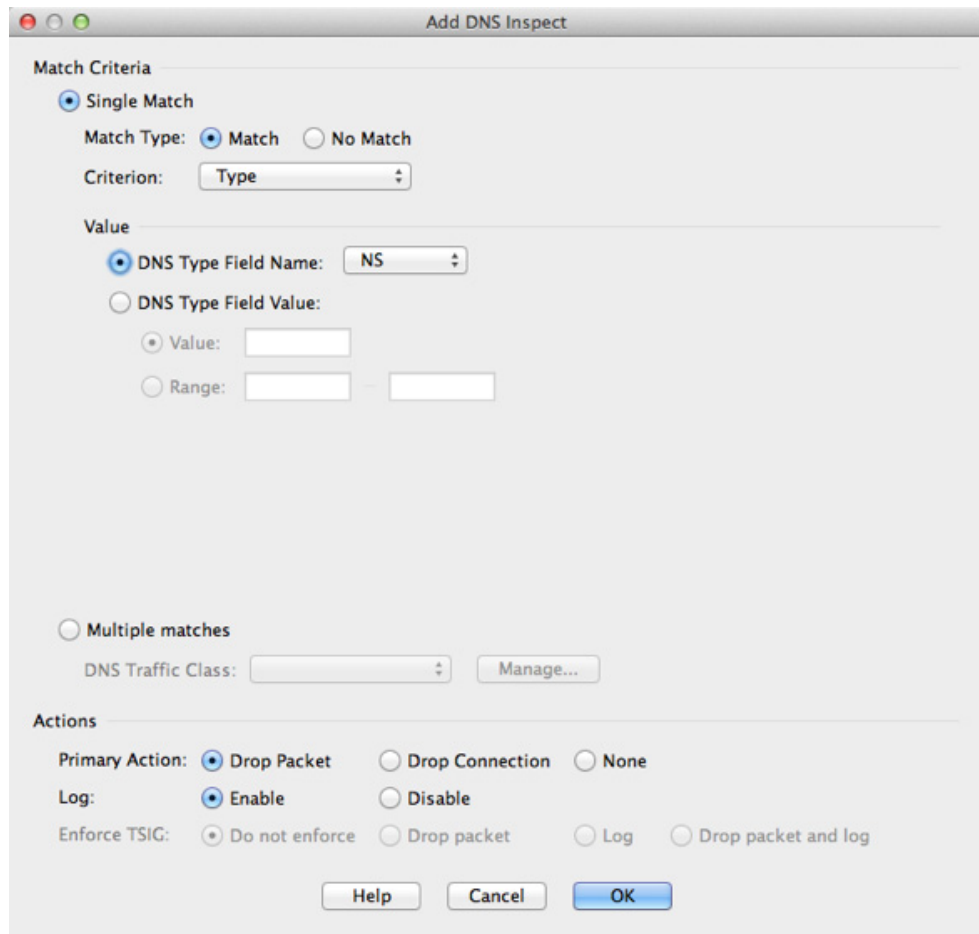 Add DNS Inspect
Match Criteria
Single Match
Match Type: Match No Match
Criterion: Type
Value
DNS Type Field Name: NS
DNS Type Field Value:
Value:
Range: –
Multiple matches
DNS Traffic Class: Manage...
Actions
Primary Action: Drop Packet Drop Connection None
Log: Enable Disable
Enforce TSIG: Do not enforce Drop packet Log Drop packet and log
Help Cancel OK